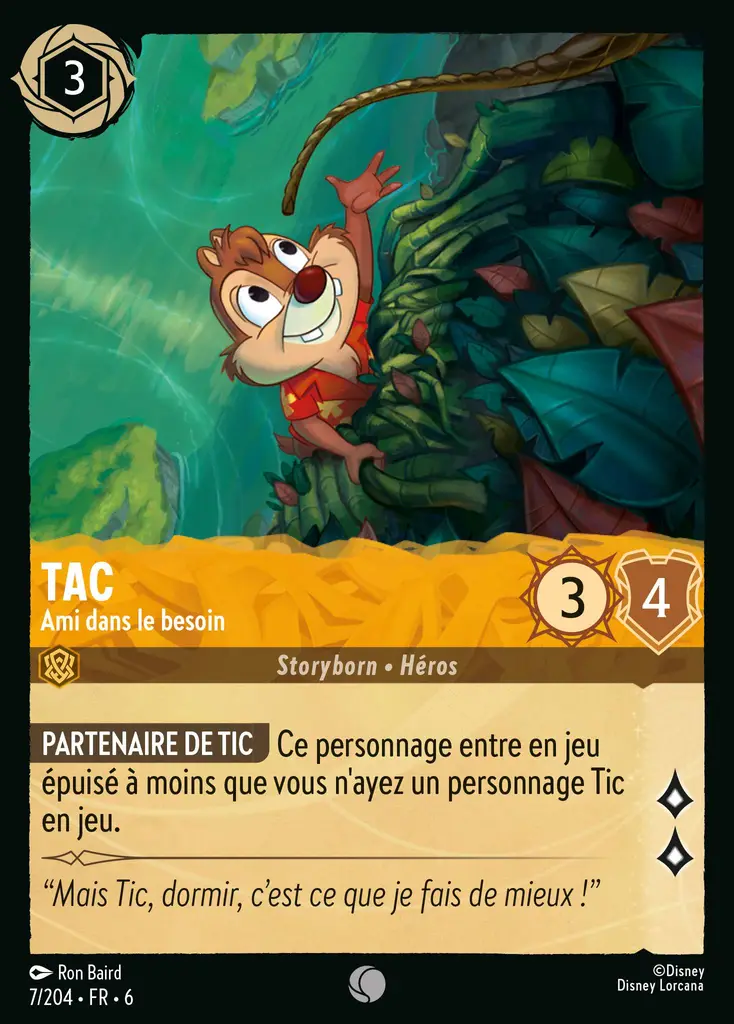 3
TAC
Ami dans le besoin
3
4
Storyborn • Héros
PARTENAIRE DE TIC Ce personnage entre en jeu
épuisé à moins que vous n'ayez un personnage Tic
en jeu.
“Mais Tic, dormir, c’est ce que je fais de mieux !”
Ron Baird
©Disney
7/204 • FR • 6
Disney Lorcana